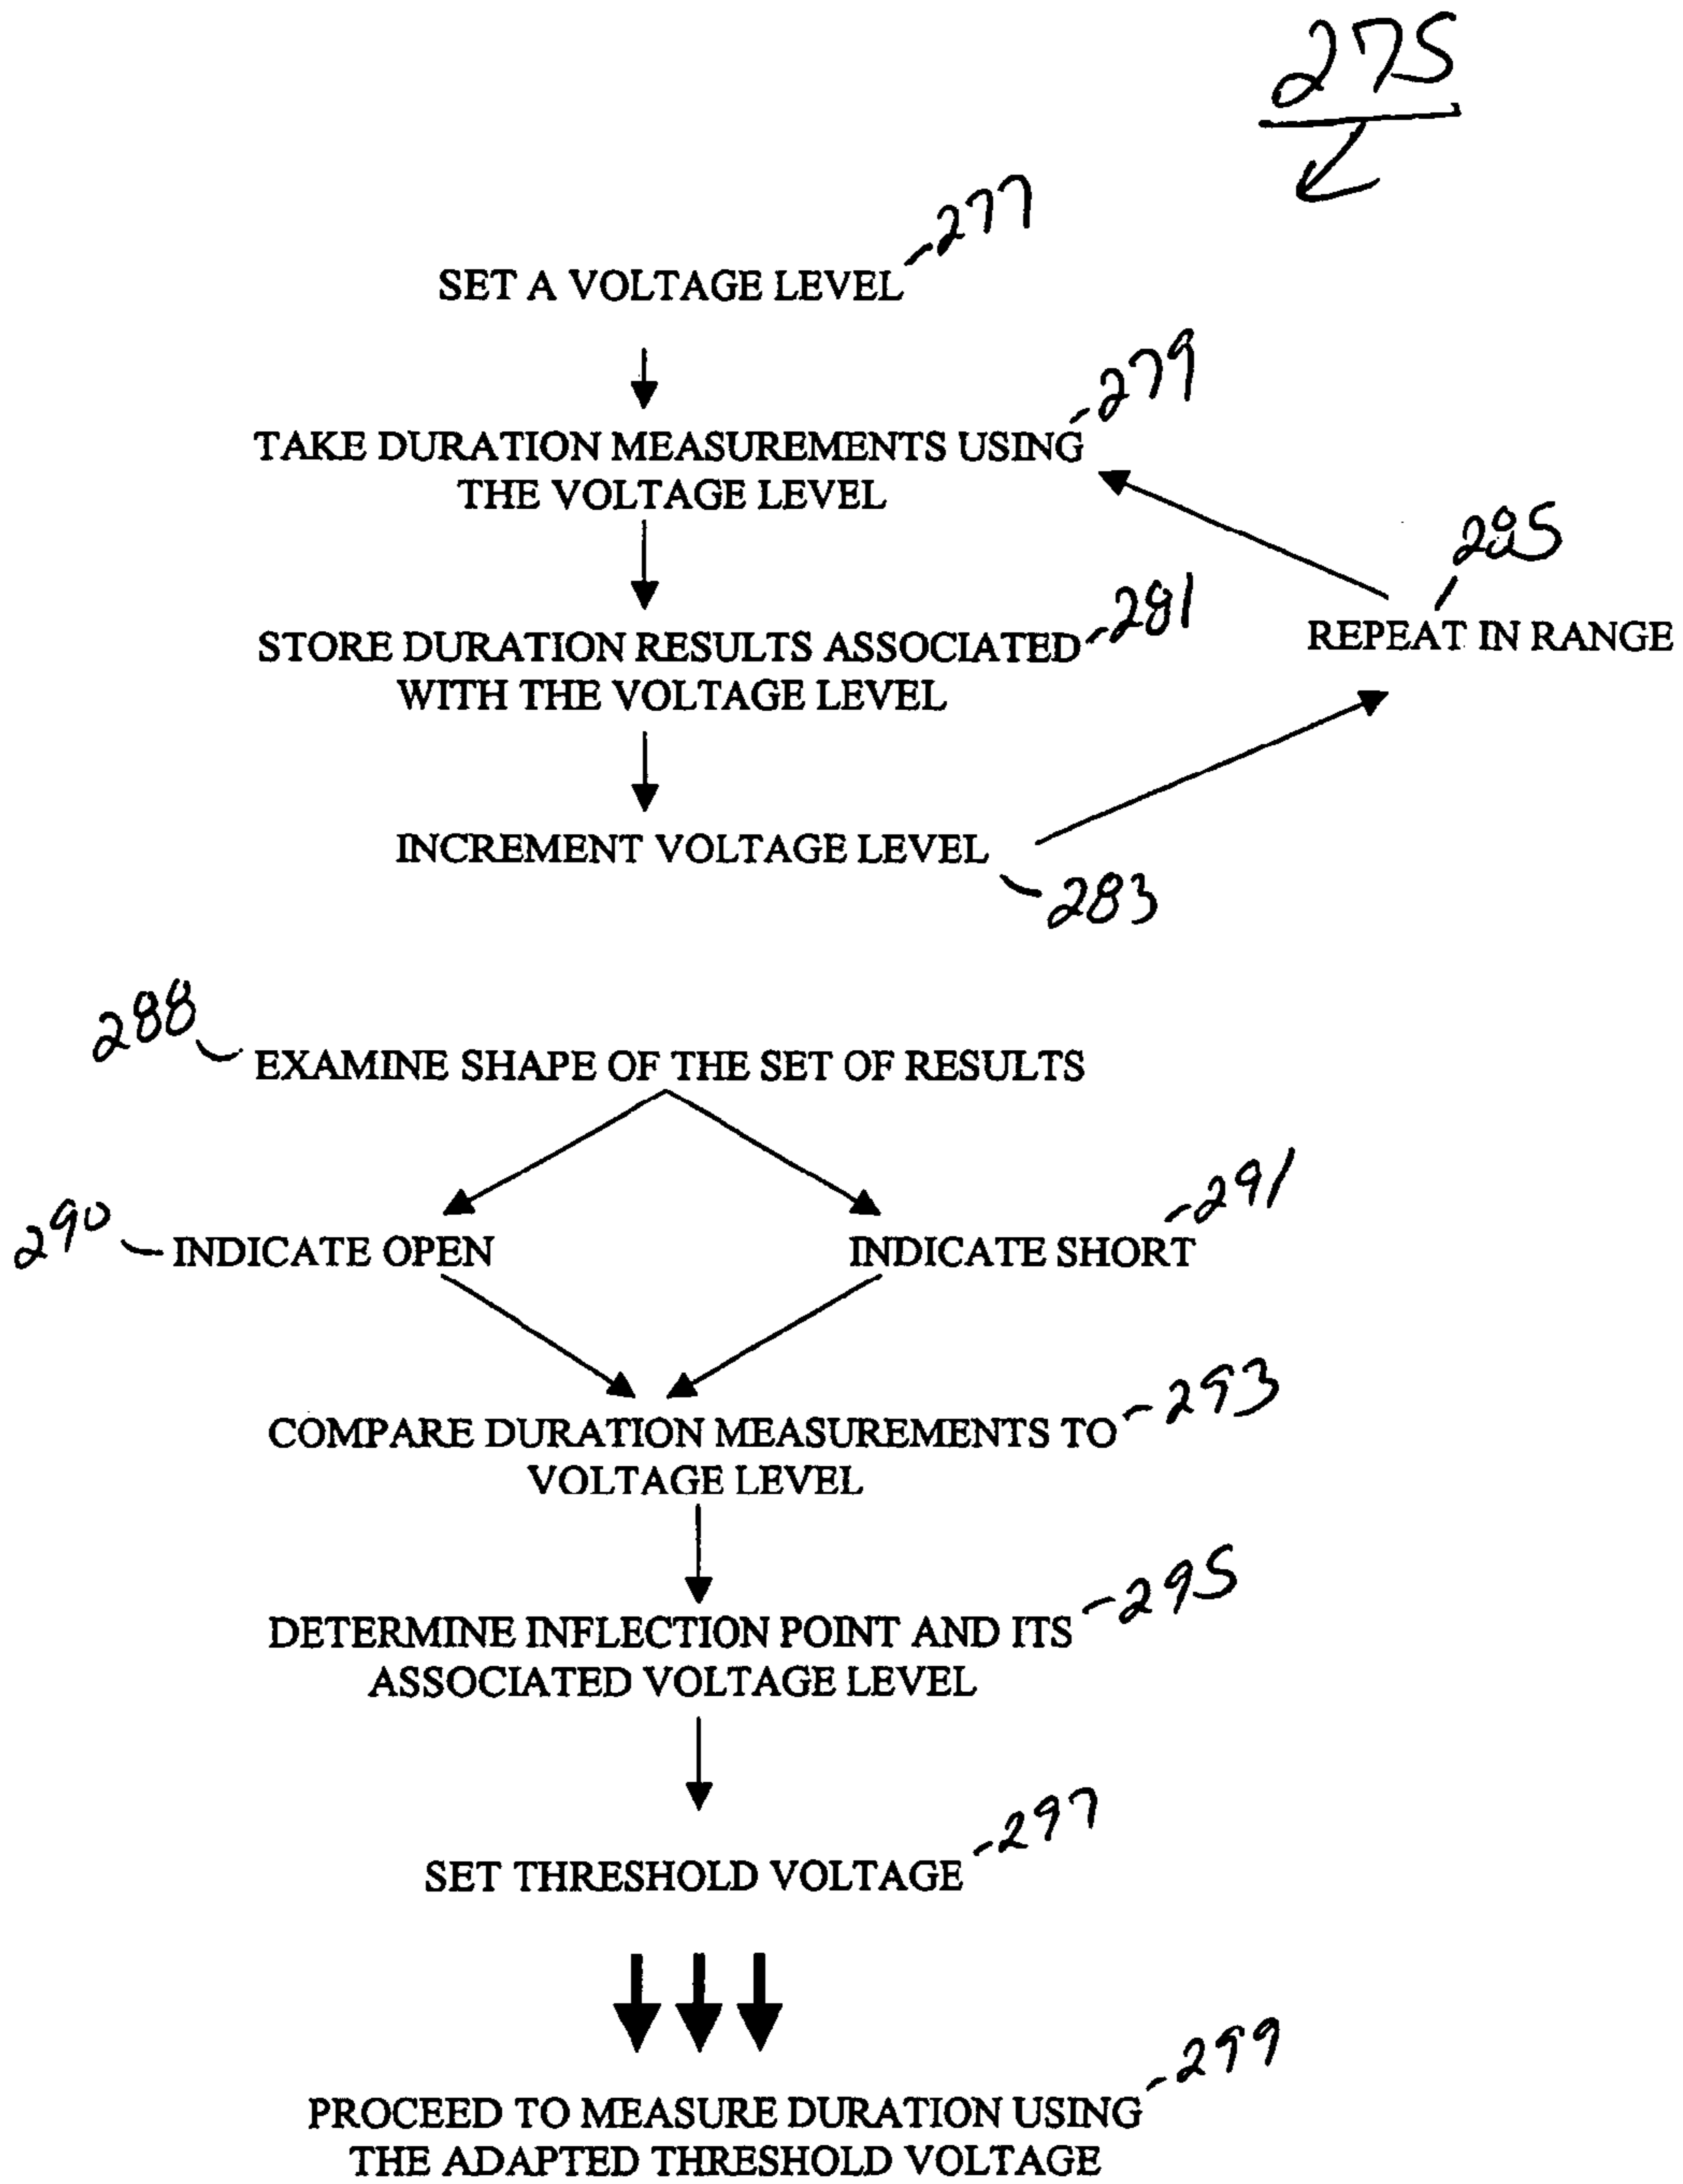 275
277
SET A VOLTAGE LEVEL
279
TAKE DURATION MEASUREMENTS USING
THE VOLTAGE LEVEL
285
281
STORE DURATION RESULTS ASSOCIATED
WITH THE VOLTAGE LEVEL
REPEAT IN RANGE
INCREMENT VOLTAGE LEVEL
283
288
EXAMINE SHAPE OF THE SET OF RESULTS
290
INDICATE OPEN
291
INDICATE SHORT
293
COMPARE DURATION MEASUREMENTS TO
VOLTAGE LEVEL
295
DETERMINE INFLECTION POINT AND ITS
ASSOCIATED VOLTAGE LEVEL
297
SET THRESHOLD VOLTAGE
299
PROCEED TO MEASURE DURATION USING
THE ADAPTED THRESHOLD VOLTAGE